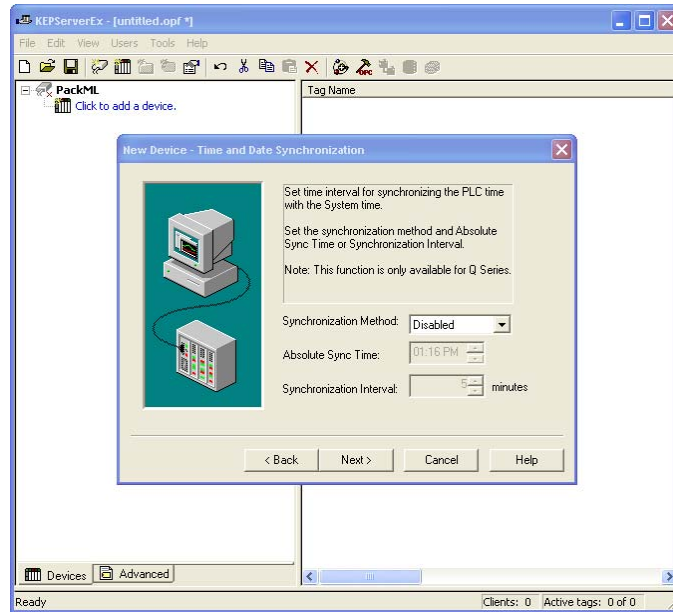 KEPServerEx - [untitled.opf *]
File Edit View Users Tools Help
PackML
Click to add a device.
Tag Name
New Device - Time and Date Synchronization
Set time interval for synchronizing the PLC time
with the System time.
Set the synchronization method and Absolute
Sync Time or Synchronization Interval.
Note: This function is only available for Q Series.
Synchronization Method: Disabled
Absolute Sync Time: 01:16 PM
Synchronization Interval: 5 minutes
< Back Next > Cancel Help
Devices Advanced
Ready Clients: 0 Active tags: 0 of 0